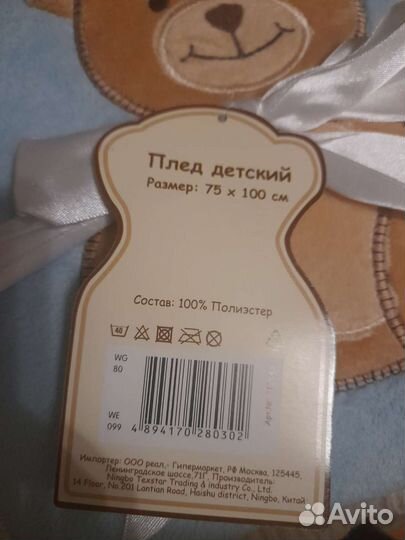 Плед детский
Размер: 75 x 100 см
Состав: 100% Полиэстер
40
WG
80
WE
099
4 894170 280302
Импортер: ООО реал,- Гипермаркет, РФ Москва, 125445,
Ленинградское шоссе, 71Г. Производитель:
Ningbo Texstar Trading & Industry Co., Ltd.
14 Floor, No.201 Lantian Road, Haishu district, Ningbo, Китай
Avito